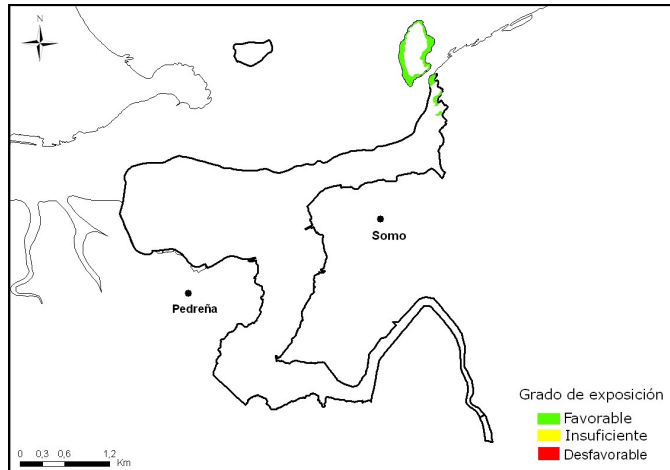 N
Somo
Pedreña
Grado de exposición
Favorable
Insuficiente
Desfavorable
0 0,3 0,6 1,2
Km